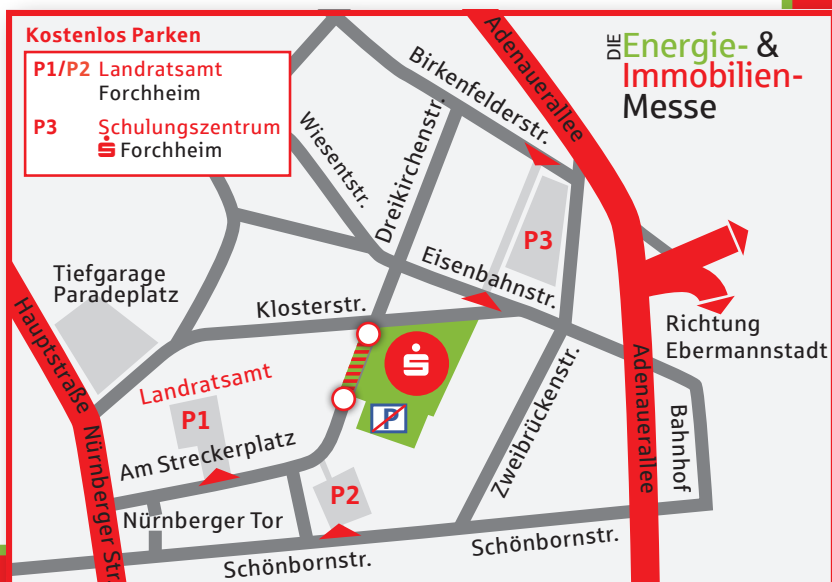 Kostenlos Parken
P1/P2 Landratsamt
Forchheim
P3 Schulungszentrum
S Forchheim
DIE Energie- &
Immobilien-
Messe
Adenauerallee
Birkenfelderstr.
Wiesentstr.
Dreikirchenstr.
P3
Eisenbahnstr.
Tiefgarage
Paradeplatz
Klosterstr.
Hauptstraße
Richtung
Ebermannstadt
S
Landratsamt
P1
P
Adenauerallee
Zweibrückenstr.
Bahnhof
Am Streckerplatz
Nürnberger Str.
P2
Nürnberger Tor
Schönbornstr.
Schönbornstr.